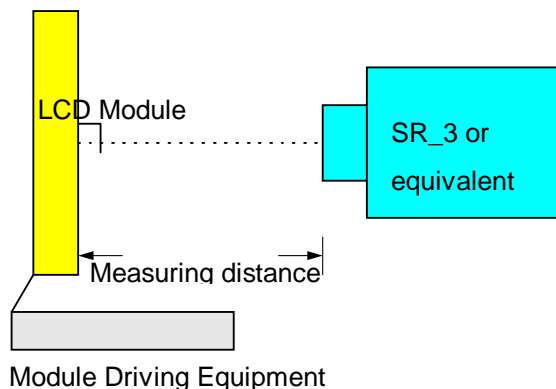 LCD Module
SR_3 or
equivalent
Measuring distance
Module Driving Equipment